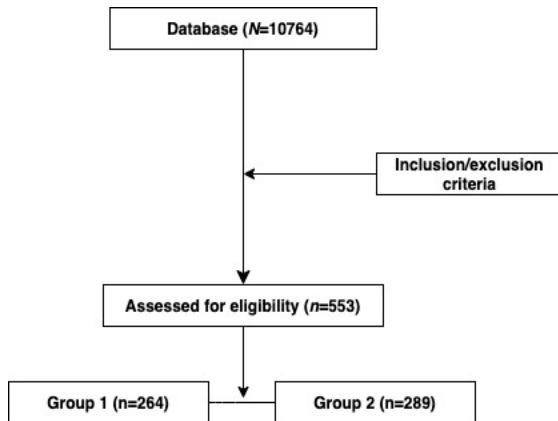 Database (N=10764)
Inclusion/exclusion
criteria
Assessed for eligibility (n=553)
Group 1 (n=264)
Group 2 (n=289)